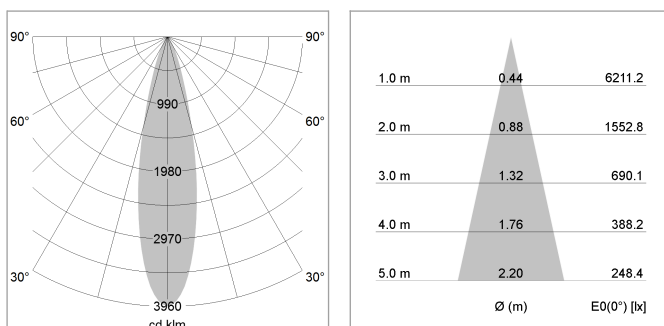 90° 90°
990
60° 60°
1980
2970
30° 30°
3960
cd klm
1.0 m 0.44 6211.2
2.0 m 0.88 1552.8
3.0 m 1.32 690.1
4.0 m 1.76 388.2
5.0 m 2.20 248.4
Ø (m) E0(0°) [lx]